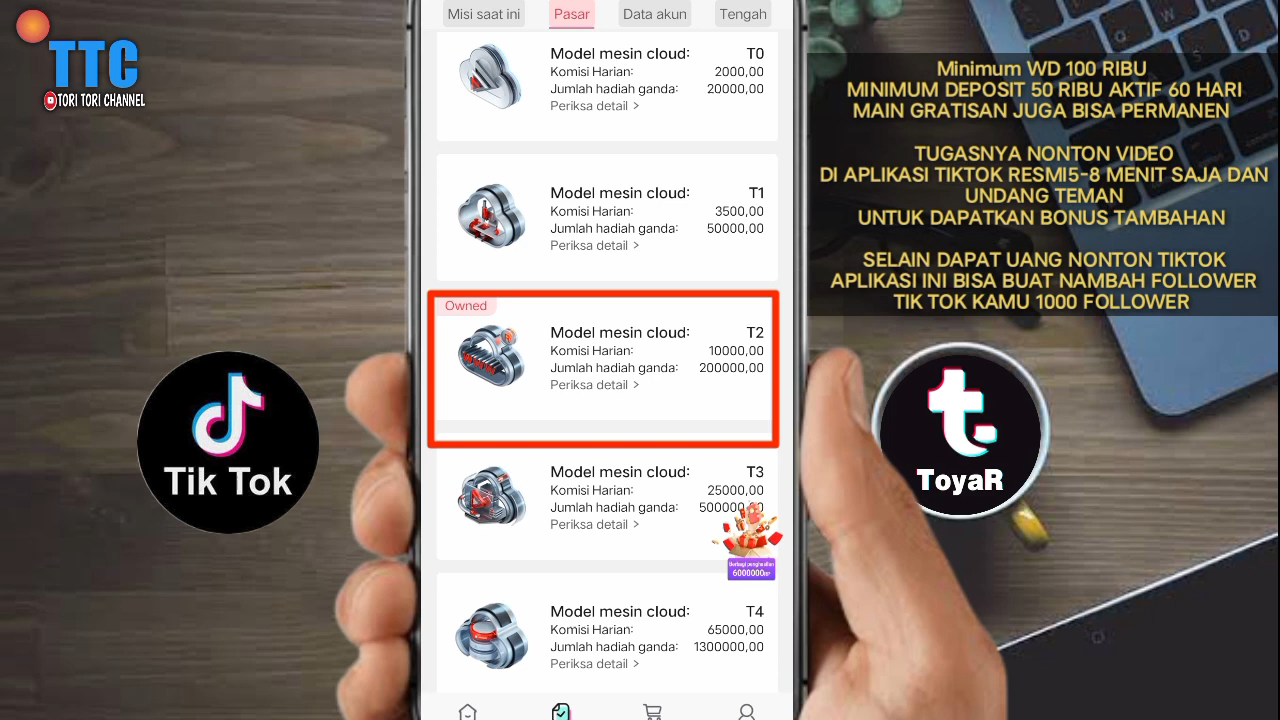 TTC
TORI TORI CHANNEL
Misi saat ini
Pasar
Data akun
Tengah
Model mesin cloud: T0
Komisi Harian: 2000,00
Jumlah hadiah ganda: 20000,00
Periksa detail >
Model mesin cloud: T1
Komisi Harian: 3500,00
Jumlah hadiah ganda: 50000,00
Periksa detail >
Owned
Model mesin cloud: T2
Komisi Harian: 10000,00
Jumlah hadiah ganda: 200000,00
Periksa detail >
Model mesin cloud: T3
Komisi Harian: 25000,00
Jumlah hadiah ganda: 500000,00
Periksa detail >
Berbagi penghasilan
6000000
Model mesin cloud: T4
Komisi Harian: 65000,00
Jumlah hadiah ganda: 1300000,00
Periksa detail >
Minimum WD 100 RIBU
MINIMUM DEPOSIT 50 RIBU AKTIF 60 HARI
MAIN GRATISAN JUGA BISA PERMANEN
TUGASNYA NONTON VIDEO
DI APLIKASI TIKTOK RESMI5-8 MENIT SAJA DAN
UNDANG TEMAN
UNTUK DAPATKAN BONUS TAMBAHAN
SELAIN DAPAT UANG NONTON TIKTOK
APLIKASI INI BISA BUAT NAMBAH FOLLOWER
TIK TOK KAMU 1000 FOLLOWER
Tik Tok
ToyaR